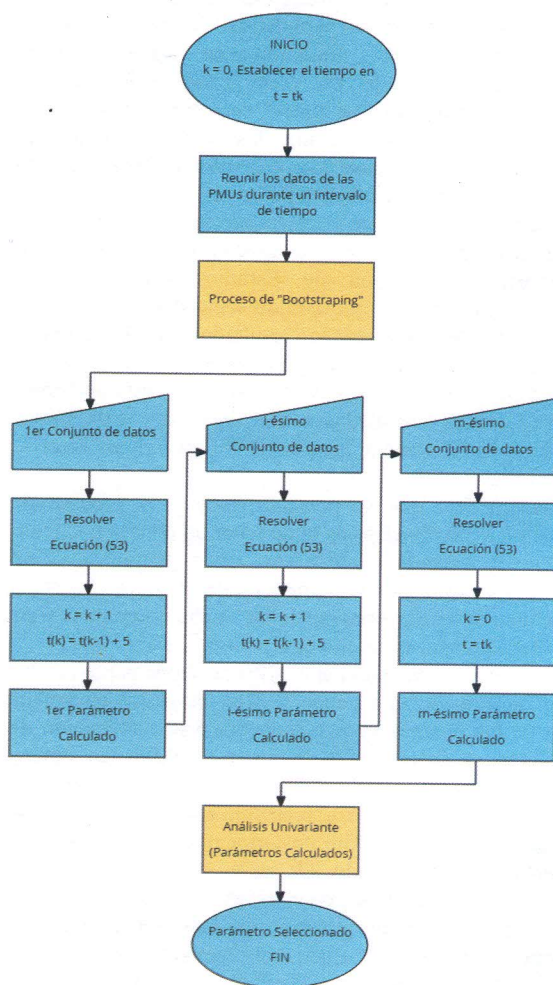 INICIO
k = 0, Establecer el tiempo en
t = tk
Reunir los datos de las
PMUs durante un intervalo
de tiempo
Proceso de "Bootstraping"
1er Conjunto de datos
Resolver
Ecuación (53)
k = k + 1
t(k) = t(k-1) + 5
1er Parámetro
Calculado
i-ésimo
Conjunto de datos
Resolver
Ecuación (53)
k = k + 1
t(k) = t(k-1) + 5
i-ésimo Parámetro
Calculado
m-ésimo
Conjunto de datos
Resolver
Ecuación (53)
k = 0
t = tk
m-ésimo Parámetro
Calculado
Análisis Univariante
(Parámetros Calculados)
Parámetro Seleccionado
FIN